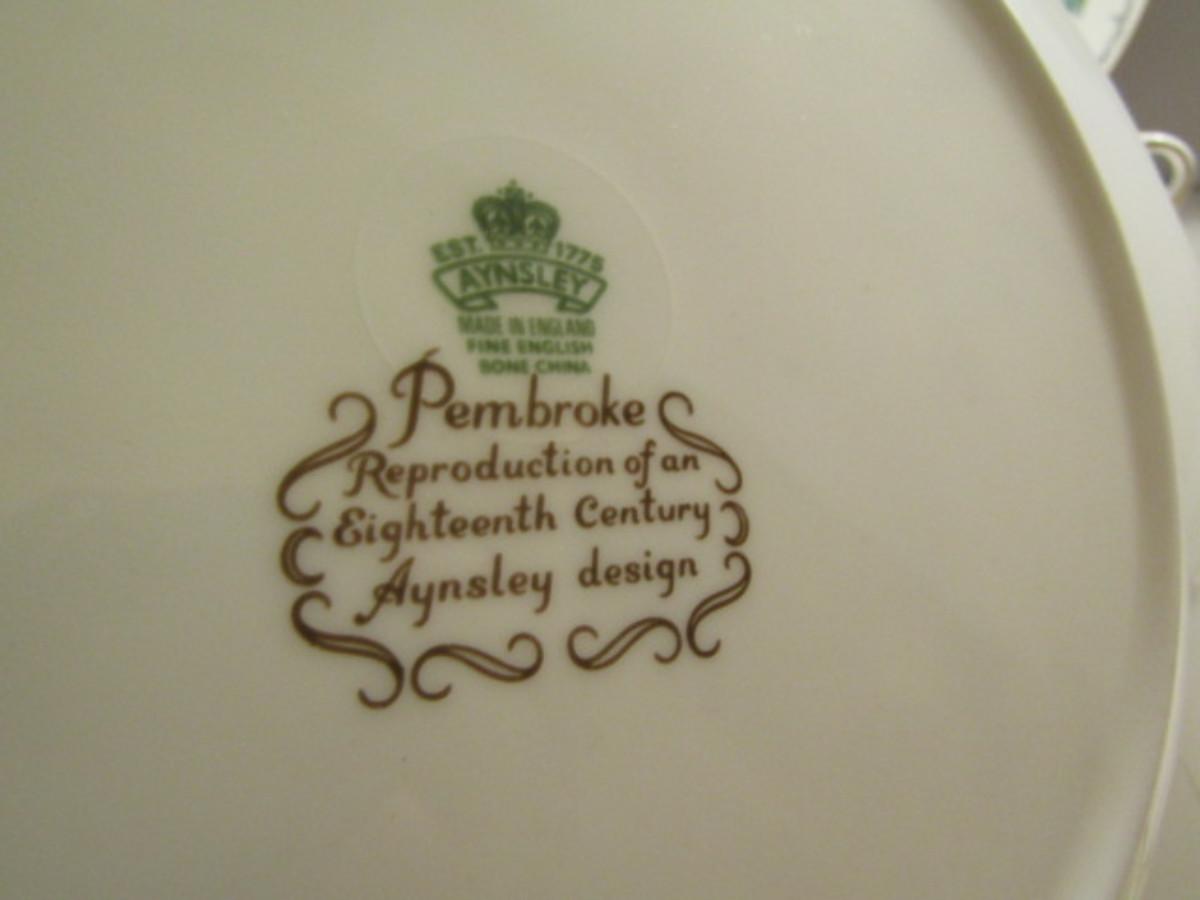 EST. 1775
AYNSLEY
MADE IN ENGLAND
FINE ENGLISH
BONE CHINA
Pembroke
Reproduction of an
Eighteenth Century
Aynsley design